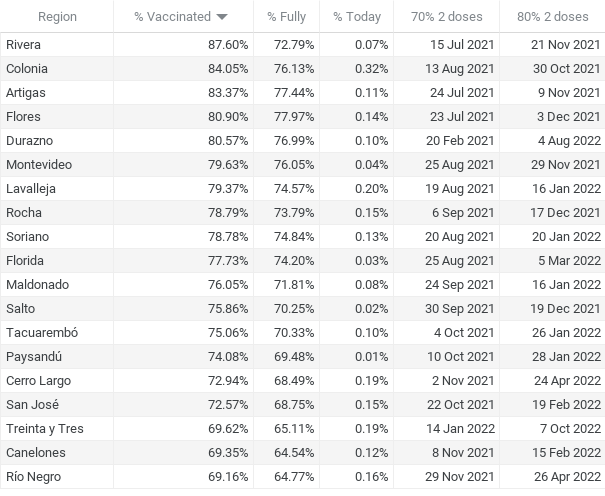 Region % Vaccinated % Fully % Today 70% 2 doses 80% 2 doses
Rivera 87.60% 72.79% 0.07% 15 Jul 2021 21 Nov 2021
Colonia 84.05% 76.13% 0.32% 13 Aug 2021 30 Oct 2021
Artigas 83.37% 77.44% 0.11% 24 Jul 2021 9 Nov 2021
Flores 80.90% 77.97% 0.14% 23 Jul 2021 3 Dec 2021
Durazno 80.57% 76.99% 0.10% 20 Feb 2021 4 Aug 2022
Montevideo 79.63% 76.05% 0.04% 25 Aug 2021 29 Nov 2021
Lavalleja 79.37% 74.57% 0.20% 19 Aug 2021 16 Jan 2022
Rocha 78.79% 73.79% 0.15% 6 Sep 2021 17 Dec 2021
Soriano 78.78% 74.84% 0.13% 20 Aug 2021 20 Jan 2022
Florida 77.73% 74.20% 0.03% 25 Aug 2021 5 Mar 2022
Maldonado 76.05% 71.81% 0.08% 24 Sep 2021 16 Jan 2022
Salto 75.86% 70.25% 0.02% 30 Sep 2021 19 Dec 2021
Tacuarembó 75.06% 70.33% 0.10% 4 Oct 2021 26 Jan 2022
Paysandú 74.08% 69.48% 0.01% 10 Oct 2021 28 Jan 2022
Cerro Largo 72.94% 68.49% 0.19% 2 Nov 2021 24 Apr 2022
San José 72.57% 68.75% 0.15% 22 Oct 2021 19 Feb 2022
Treinta y Tres 69.62% 65.11% 0.19% 14 Jan 2022 7 Oct 2022
Canelones 69.35% 64.54% 0.12% 8 Nov 2021 15 Feb 2022
Río Negro 69.16% 64.77% 0.16% 29 Nov 2021 26 Apr 2022